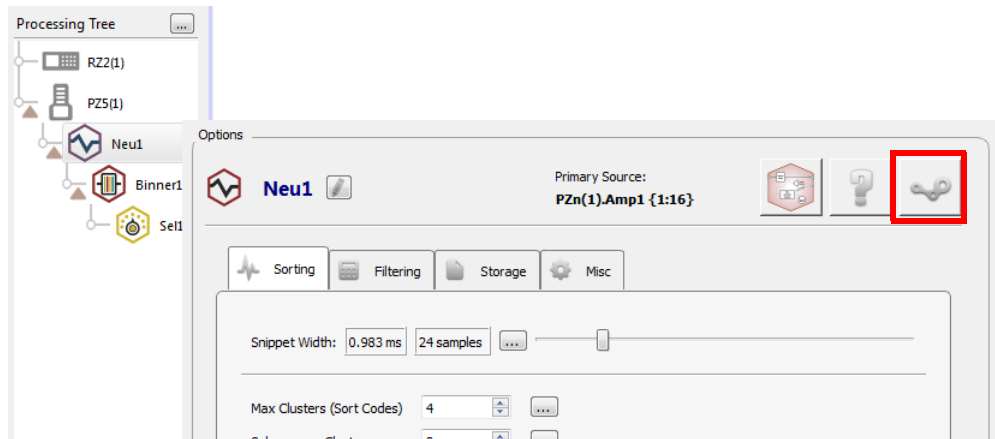 Processing Tree ...
RZ2(1)
PZ5(1)
Neu1
Binner1
Sel1
Options
Neu1
Primary Source:
PZn(1).Amp1 {1:16}
Sorting Filtering Storage Misc
Snippet Width: 0.983 ms 24 samples ...
Max Clusters (Sort Codes) 4 ...